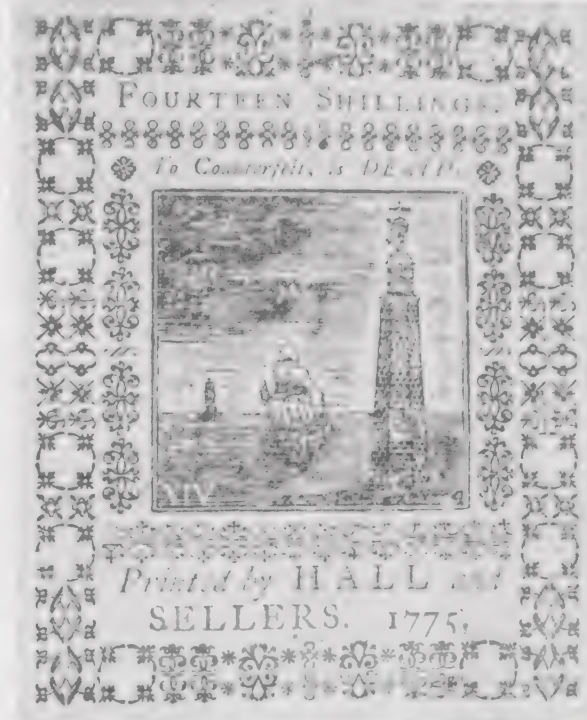 FOURTEEN SHILLINGS.
To Counterfeit, is DEATH.
XIV
Printed by HALL and
SELLERS. 1775.